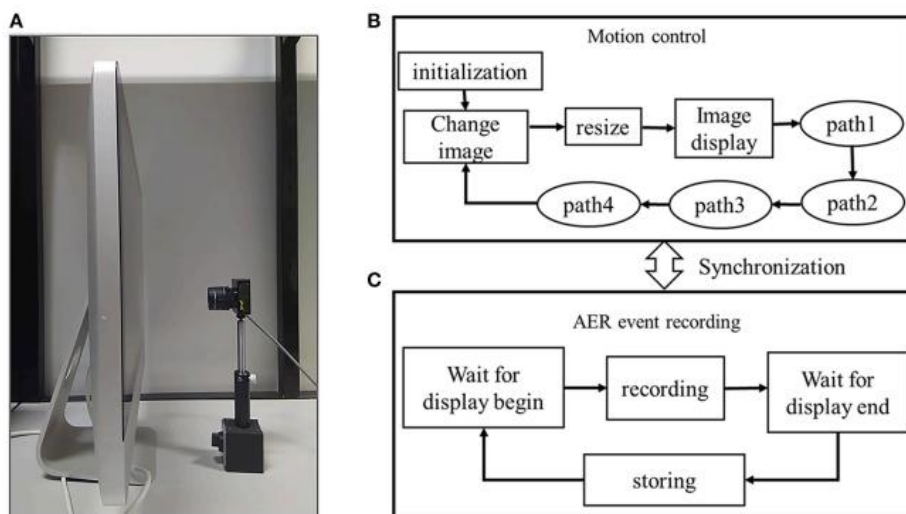 A
B
Motion control
initialization
Change
image
resize
Image
display
path1
path4
path3
path2
Synchronization
C
AER event recording
Wait for
display begin
recording
Wait for
display end
storing